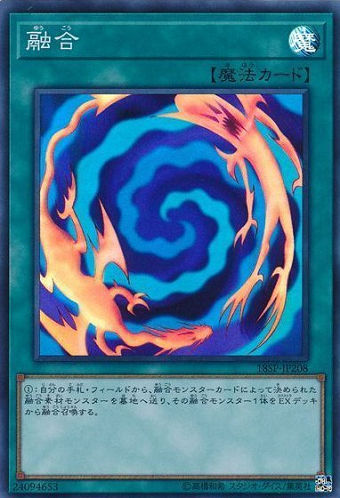 融合
魔
【魔法カード】
18SP-JP208
①：自分の手札・フィールドから、融合モンスターカードによって決められた
融合素材モンスターを墓地へ送り、その融合モンスター１体をEXデッキ
から融合召喚する。
24094653
©高橋和希 スタジオ・ダイス/集英社